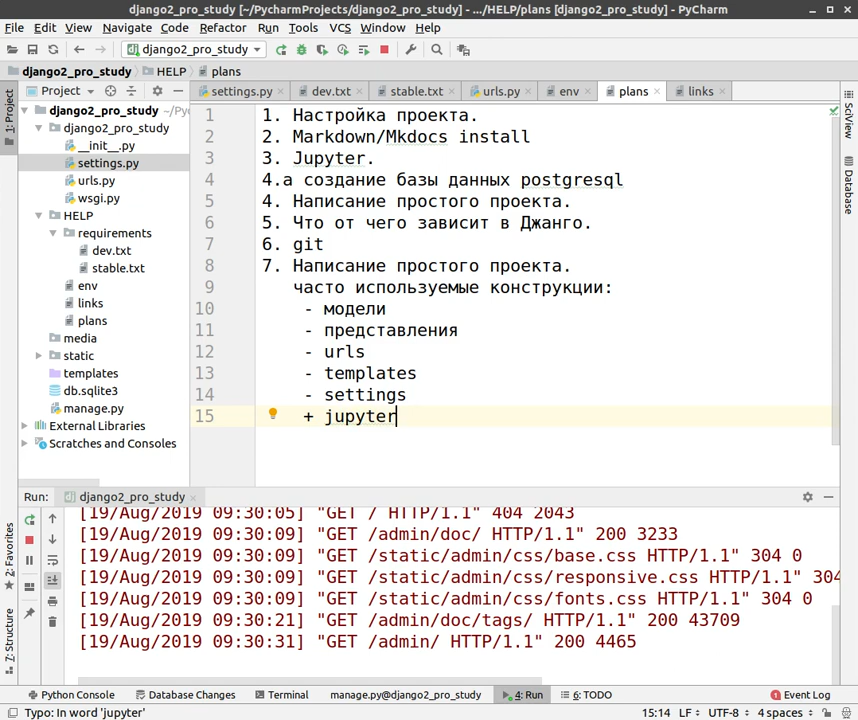 django2_pro_study [~/PycharmProjects/django2_pro_study] - .../HELP/plans [django2_pro_study] - PyCharm
File Edit View Navigate Code Refactor Run Tools VCS Window Help
django2_pro_study
django2_pro_study HELP plans
Project settings.py dev.txt stable.txt urls.py env plans links
1: Project
2: Favorites
7: Structure
SciView
Database
django2_pro_study ~/Py
django2_pro_study
__init__.py
settings.py
urls.py
wsgi.py
HELP
requirements
dev.txt
stable.txt
env
links
plans
media
static
templates
db.sqlite3
manage.py
External Libraries
Scratches and Consoles
1 1. Настройка проекта.
2 2. Markdown/Mkdocs install
3 3. Jupyter.
4 4.а создание базы данных postgresql
5 4. Написание простого проекта.
6 5. Что от чего зависит в Джанго.
7 6. git
8 7. Написание простого проекта.
9 часто используемые конструкции:
10 - модели
11 - представления
12 - urls
13 - templates
14 - settings
15 + jupyter
Run: django2_pro_study
[19/Aug/2019 09:30:05] "GET / HTTP/1.1" 404 2043
[19/Aug/2019 09:30:09] "GET /admin/doc/ HTTP/1.1" 200 3233
[19/Aug/2019 09:30:09] "GET /static/admin/css/base.css HTTP/1.1" 304 0
[19/Aug/2019 09:30:09] "GET /static/admin/css/responsive.css HTTP/1.1" 304
[19/Aug/2019 09:30:09] "GET /static/admin/css/fonts.css HTTP/1.1" 304 0
[19/Aug/2019 09:30:21] "GET /admin/doc/tags/ HTTP/1.1" 200 43709
[19/Aug/2019 09:30:31] "GET /admin/ HTTP/1.1" 200 4465
Python Console Database Changes Terminal manage.py@django2_pro_study 4: Run 6: TODO 1 Event Log
Typo: In word 'jupyter' 15:14 LF UTF-8 4 spaces